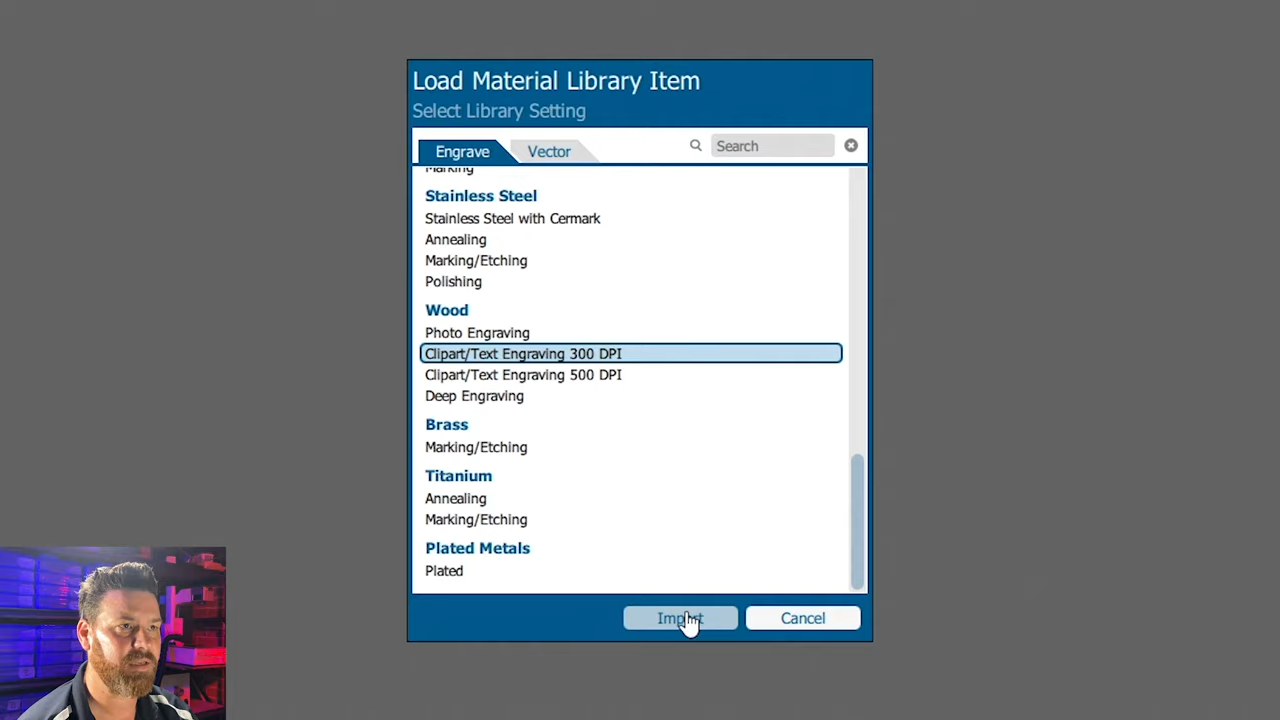 Load Material Library Item
Select Library Setting
Engrave
Vector
Search
Marking
Stainless Steel
Stainless Steel with Cermark
Annealing
Marking/Etching
Polishing
Wood
Photo Engraving
Clipart/Text Engraving 300 DPI
Clipart/Text Engraving 500 DPI
Deep Engraving
Brass
Marking/Etching
Titanium
Annealing
Marking/Etching
Plated Metals
Plated
Import
Cancel